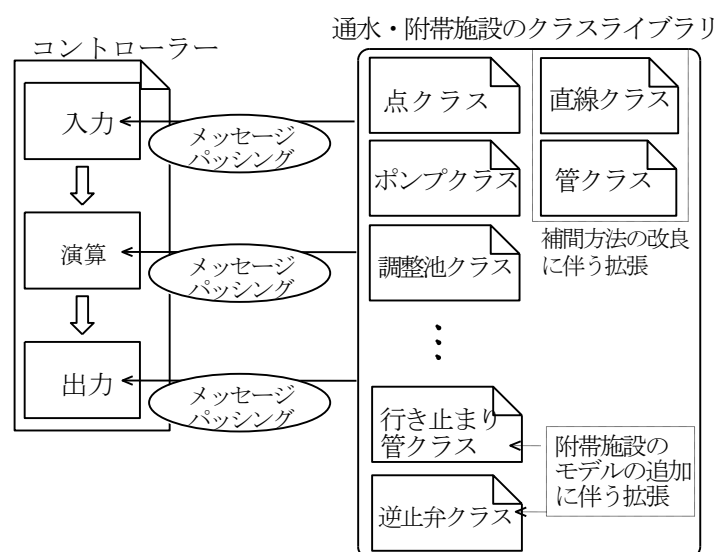 通水・附帯施設のクラスライブラリ
コントローラー
入力
演算
出力
メッセージ
パッシング
メッセージ
パッシング
メッセージ
パッシング
点クラス
直線クラス
ポンプクラス
管クラス
調整池クラス
補間方法の改良
に伴う拡張
行き止まり
管クラス
逆止弁クラス
附帯施設の
モデルの追加
に伴う拡張